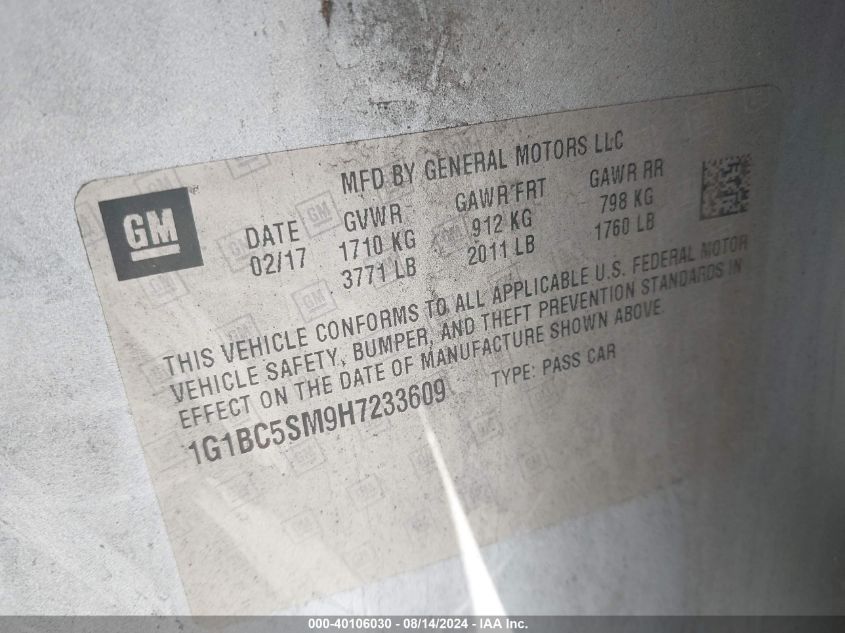 MFD BY GENERAL MOTORS LLC
GM
DATE GVWR GAWR FRT GAWR RR
02/17 1710 KG 912 KG 798 KG
3771 LB 2011 LB 1760 LB
THIS VEHICLE CONFORMS TO ALL APPLICABLE U.S. FEDERAL MOTOR
VEHICLE SAFETY, BUMPER, AND THEFT PREVENTION STANDARDS IN
EFFECT ON THE DATE OF MANUFACTURE SHOWN ABOVE.
1G1BC5SM9H7233609 TYPE: PASS CAR
000-40106030 - 08/14/2024 - IAA Inc.